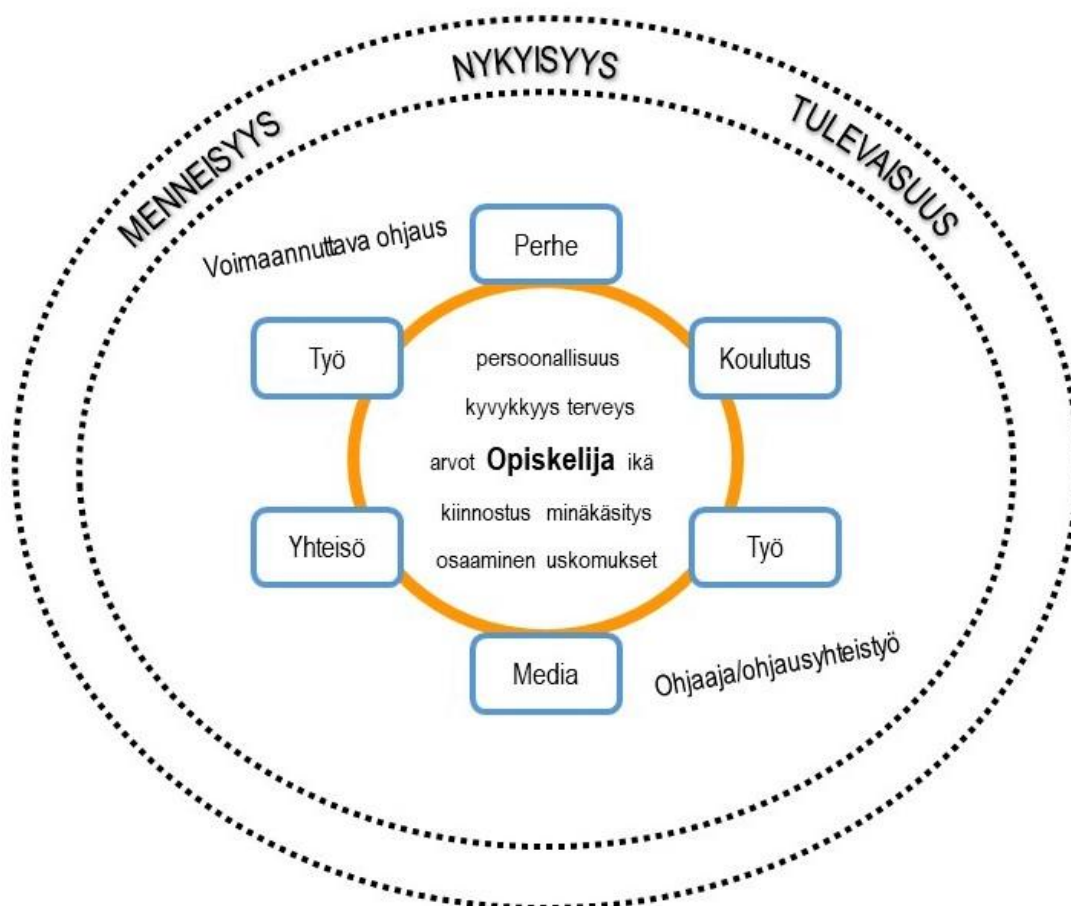 NYKYISYYS
MENNEISYYS
TULEVAISUUS
Voimaannuttava ohjaus
Perhe
Työ
Koulutus
persoonallisuus
kyvykkyys terveys
arvot Opiskelija ikä
kiinnostus minäkäsitys
osaaminen uskomukset
Yhteisö
Työ
Media
Ohjaaja/ohjausyhteistyö